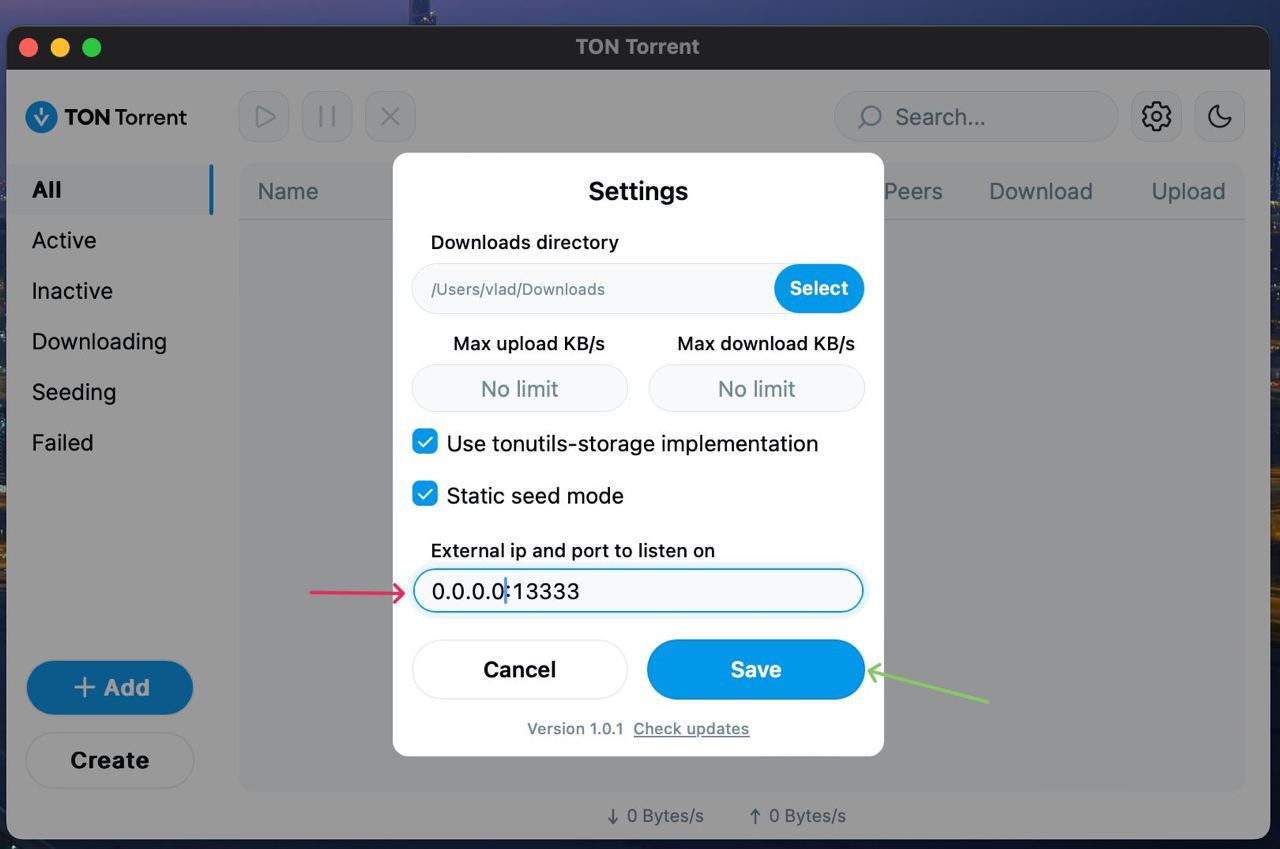 TON Torrent
TON Torrent
Search...
All
Active
Inactive
Downloading
Seeding
Failed
+ Add
Create
Name
Peers
Download
Upload
Settings
Downloads directory
/Users/vlad/Downloads
Select
Max upload KB/s
Max download KB/s
No limit
No limit
Use tonutils-storage implementation
Static seed mode
External ip and port to listen on
0.0.0.0:13333
Cancel
Save
Version 1.0.1 Check updates
↓ 0 Bytes/s
↑ 0 Bytes/s